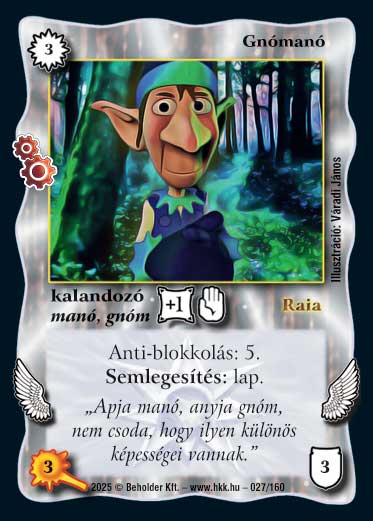 3
Gnómanó
Illusztráció: Váradi János
kalandozó
manó, gnóm
+1
Raia
Anti-blokkolás: 5.
Semlegesítés: lap.
„Apja manó, anyja gnóm,
nem csoda, hogy ilyen különös
képességei vannak.”
3
3
2025 © Beholder Kft. – www.hkk.hu – 027/160